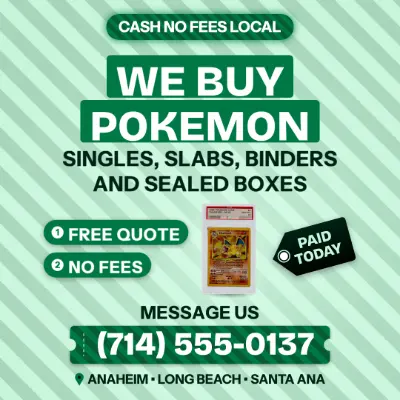 CASH NO FEES LOCAL
WE BUY
POKEMON
SINGLES, SLABS, BINDERS
AND SEALED BOXES
1 FREE QUOTE
2 NO FEES
PAID
TODAY
MESSAGE US
(714) 555-0137
ANAHEIM • LONG BEACH • SANTA ANA